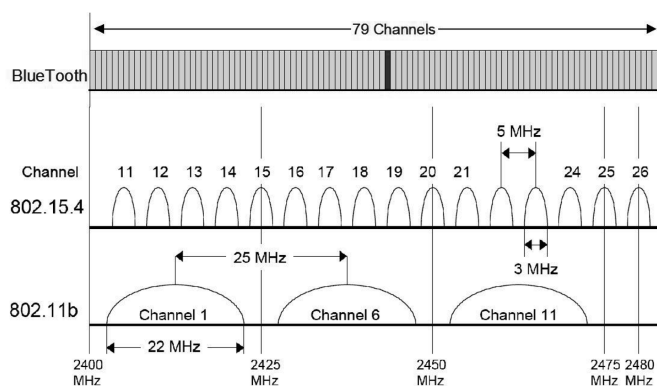 79 Channels
BlueTooth
5 MHz
Channel 11 12 13 14 15 16 17 18 19 20 21 24 25 26
802.15.4
25 MHz
3 MHz
802.11b
Channel 1 Channel 6 Channel 11
22 MHz
2400 2425 2450 2475 2480
MHz MHz MHz MHz MHz